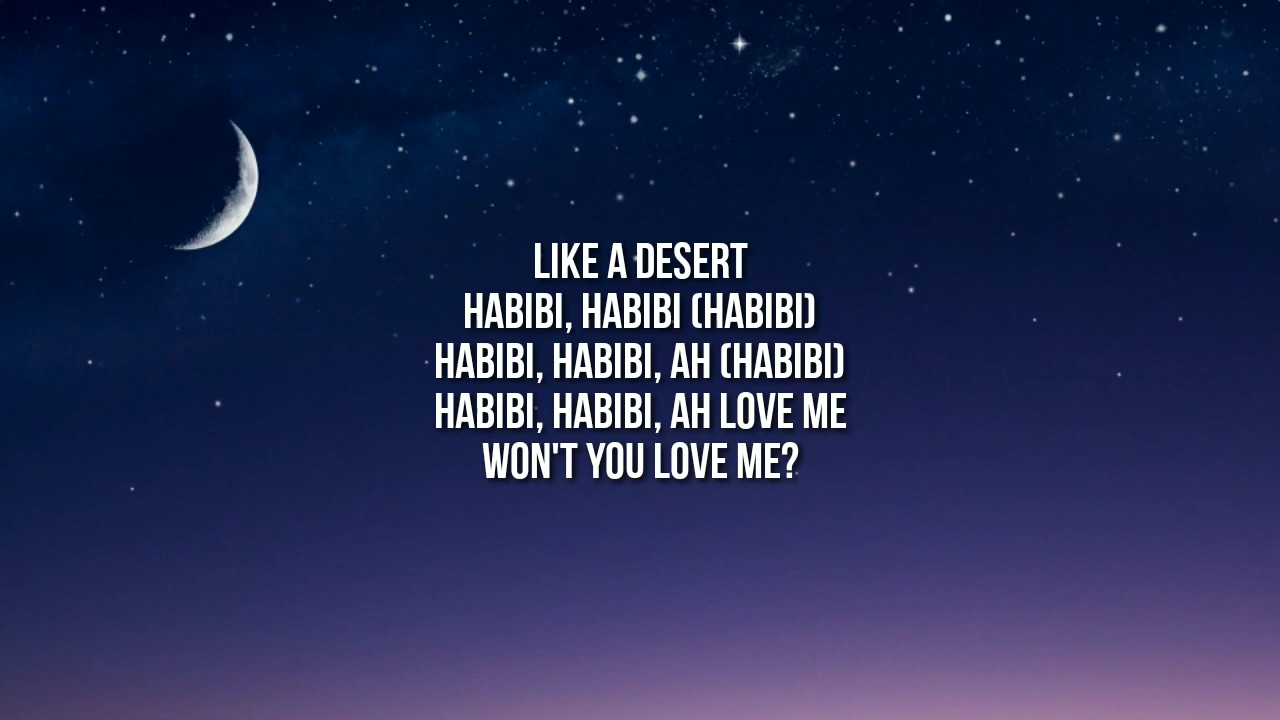 LIKE A DESERT
HABIBI, HABIBI (HABIBI)
HABIBI, HABIBI, AH (HABIBI)
HABIBI, HABIBI, AH LOVE ME
WON'T YOU LOVE ME?